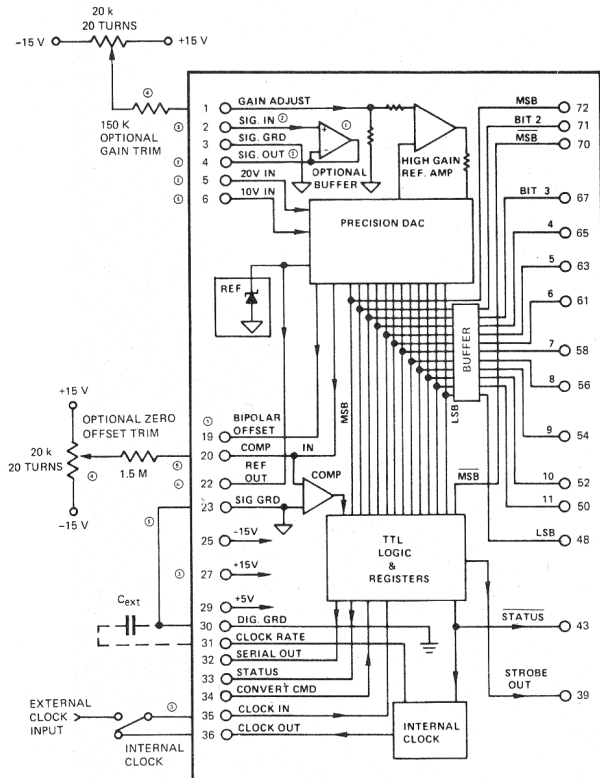 20 k
20 TURNS
-15 V
+15 V
④
150 K
OPTIONAL
GAIN TRIM
1 GAIN ADJUST
2 SIG. IN ②
3 SIG. GRD
4 SIG. OUT
5 20V IN
6 10V IN
OPTIONAL
BUFFER
HIGH GAIN
REF. AMP
PRECISION DAC
REF
MSB 72
BIT 2 71
MSB 70
BIT 3 67
4 65
5 63
6 61
7 58
8 56
9 54
10 52
11 50
LSB 48
BUFFER
MSB
LSB
+15 V
OPTIONAL ZERO
OFFSET TRIM
20 k
20 TURNS
④
1.5 M
-15 V
19 BIPOLAR
OFFSET
20 COMP IN
22 REF
OUT
23 SIG GRD
COMP
MSB
25 -15V
27 +15V
29 +5V
30 DIG. GRD
31 CLOCK RATE
32 SERIAL OUT
33 STATUS
34 CONVERT CMD
35 CLOCK IN
36 CLOCK OUT
Cext
EXTERNAL
CLOCK
INPUT
INTERNAL
CLOCK
TTL
LOGIC
&
REGISTERS
INTERNAL
CLOCK
STATUS 43
STROBE
OUT 39